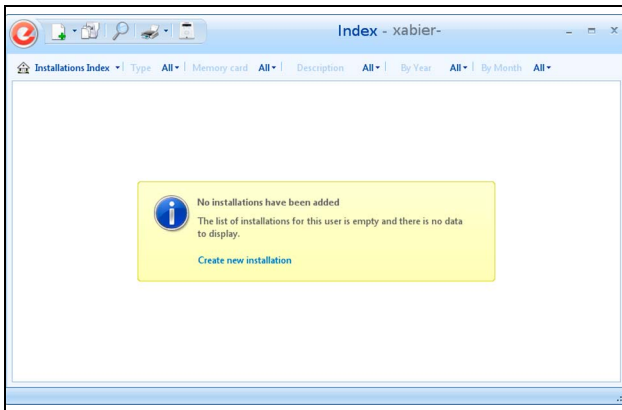 Index - xabier-
Installations Index Type All Memory card All Description All By Year All By Month All
No installations have been added
The list of installations for this user is empty and there is no data
to display.
Create new installation